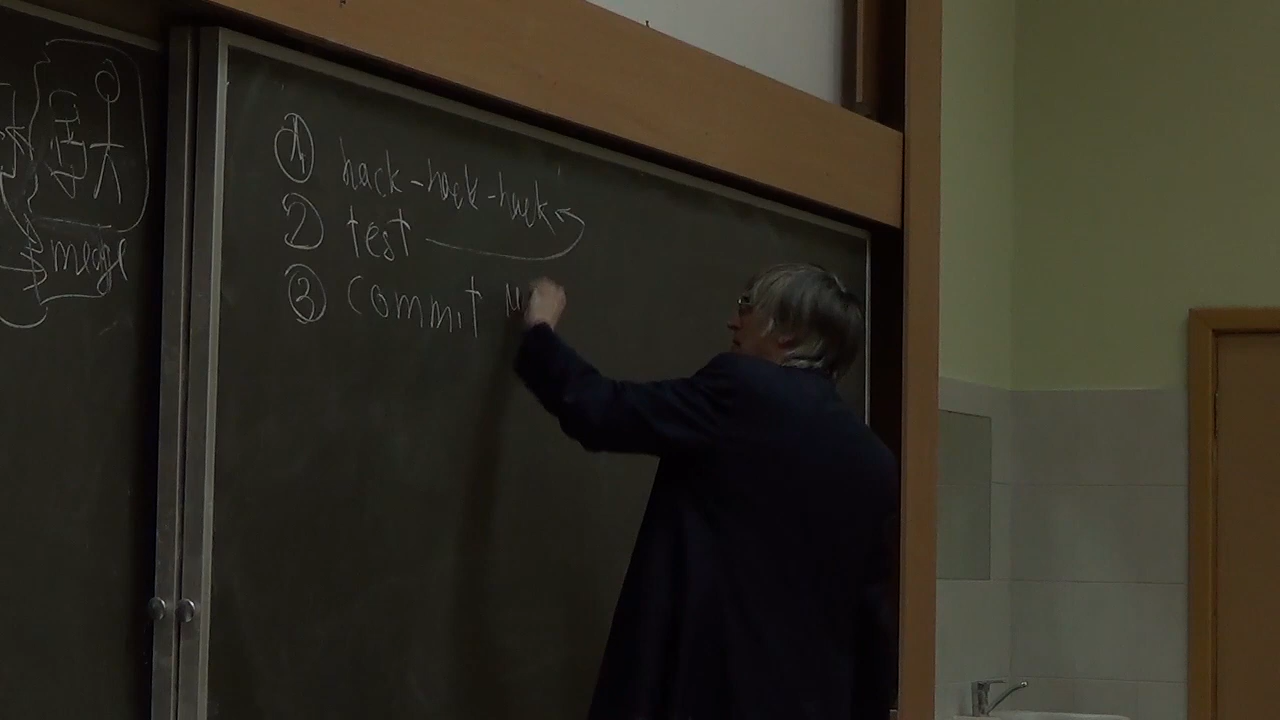 merge
① hack-hack-hack
② test
③ commit